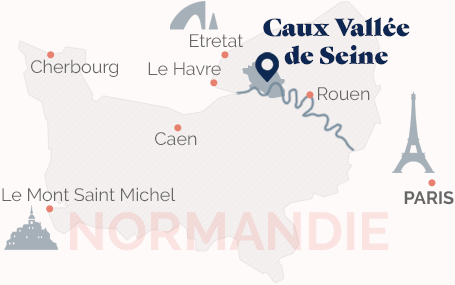 Caux Vallée
de Seine
Etretat
Cherbourg
Le Havre
Rouen
Caen
PARIS
Le Mont Saint Michel
NORMANDIE